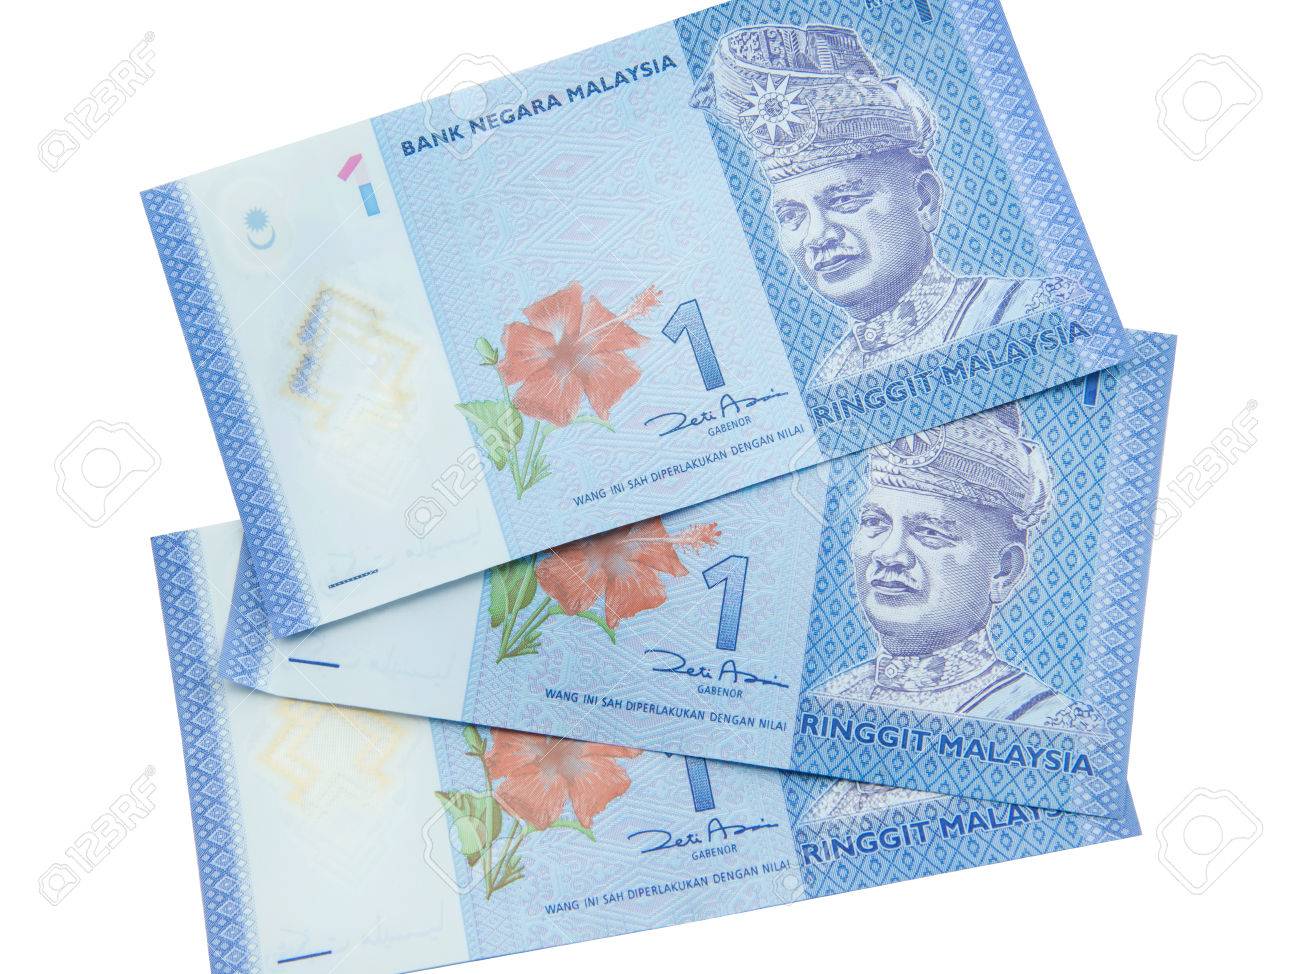 BANK NEGARA MALAYSIA
1
1
RINGGIT MALAYSIA
GABENOR
WANG INI SAH DIPERLAKUKAN DENGAN NILAI
1
RINGGIT MALAYSIA
GABENOR
WANG INI SAH DIPERLAKUKAN DENGAN NILAI
1
RINGGIT MALAYSIA
GABENOR
WANG INI SAH DIPERLAKUKAN DENGAN NILAI
123RF
123RF
123RF
123RF
123RF
123RF